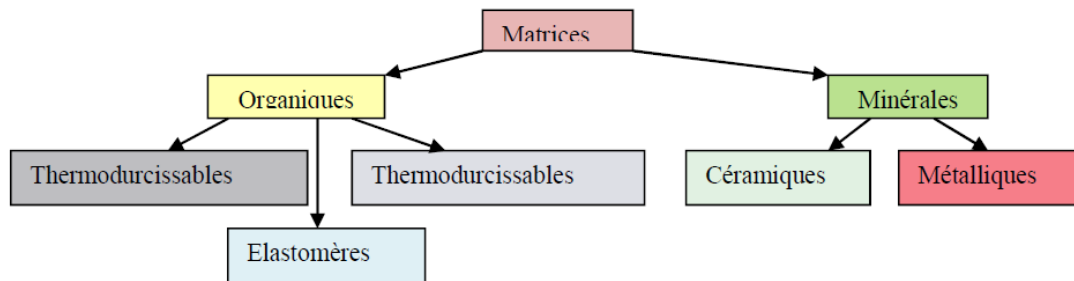 Matrices
Organiques
Minérales
Thermodurcissables
Thermodurcissables
Céramiques
Métalliques
Elastomères